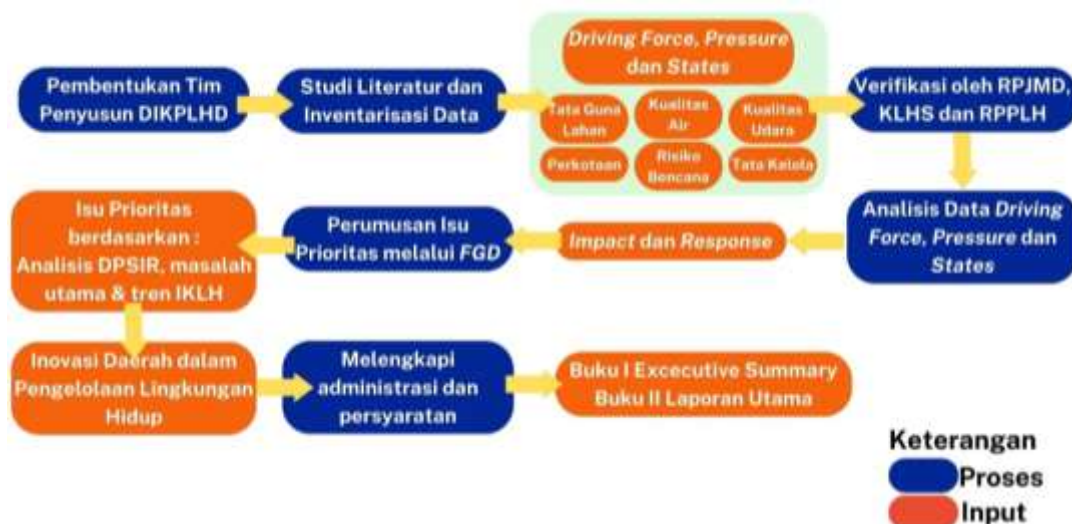 Pembentukan Tim
Penyusun DIKPLHD
Studi Literatur dan
Inventarisasi Data
Driving Force, Pressure
dan States
Tata Guna
Lahan
Kualitas
Air
Kualitas
Udara
Perkotaan
Risiko
Bencana
Tata Kelola
Verifikasi oleh RPJMD,
KLHS dan RPPLH
Analisis Data Driving
Force, Pressure dan
States
Impact dan Response
Perumusan Isu
Prioritas melalui FGD
Isu Prioritas
berdasarkan :
Analisis DPSIR, masalah
utama & tren IKLH
Inovasi Daerah dalam
Pengelolaan Lingkungan
Hidup
Melengkapi
administrasi dan
persyaratan
Buku I Excecutive Summary
Buku II Laporan Utama
Keterangan
Proses
Input